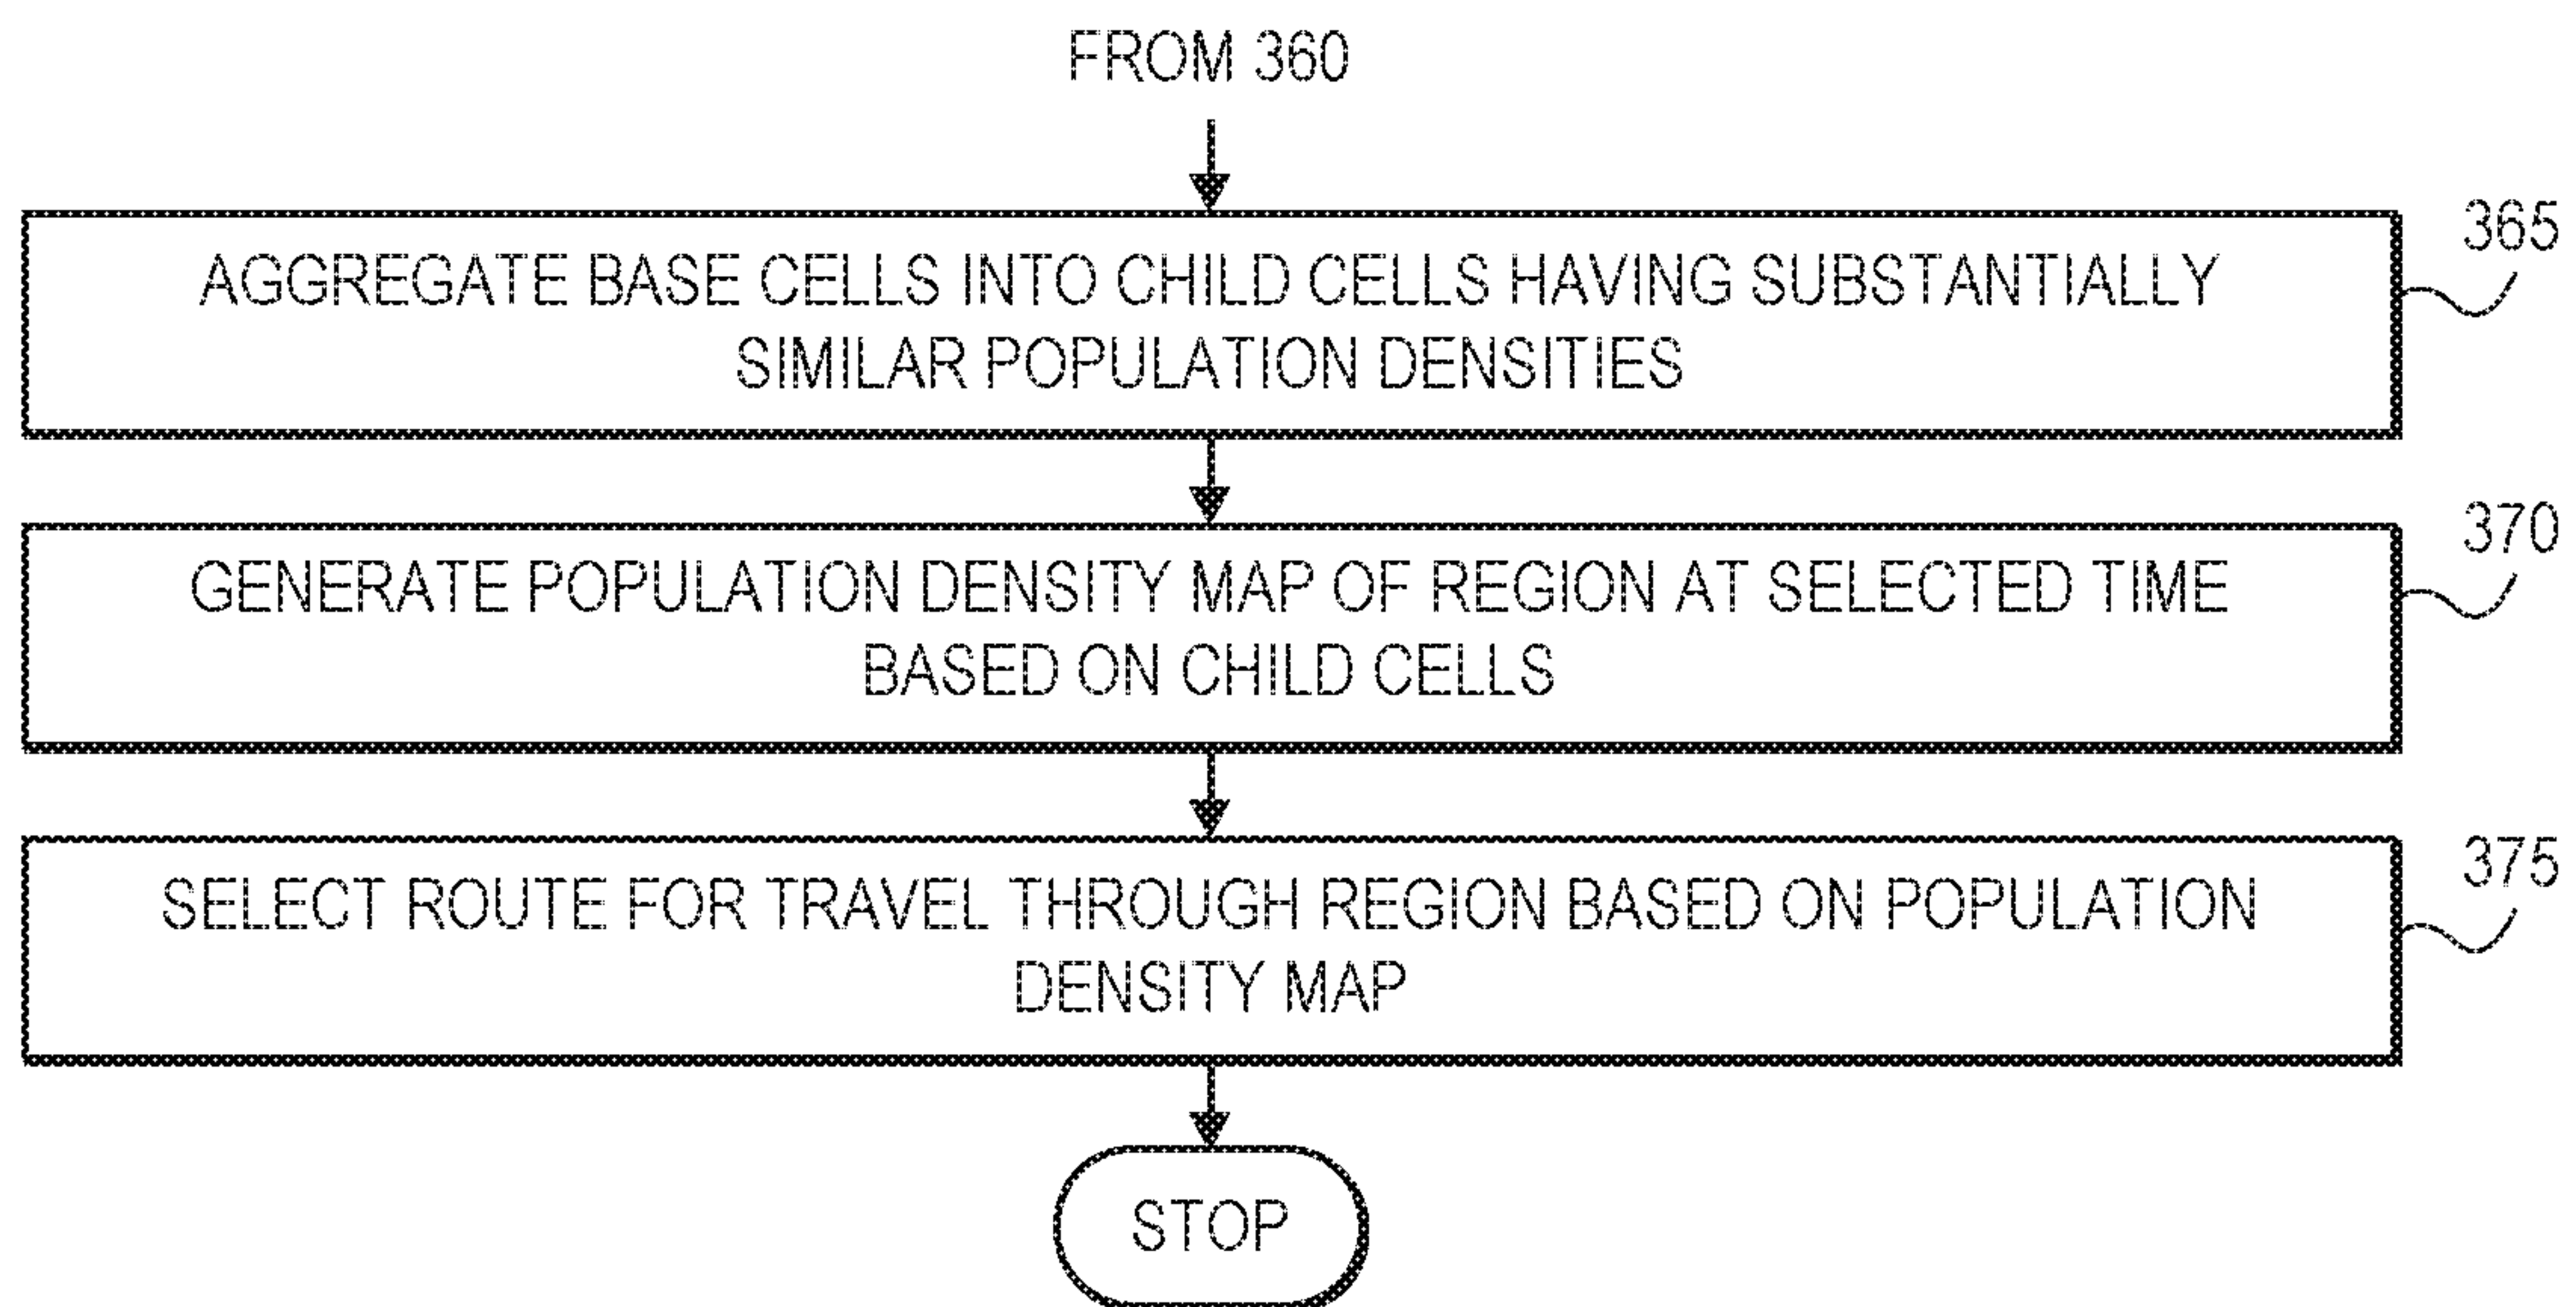 FROM 360
365
AGGREGATE BASE CELLS INTO CHILD CELLS HAVING SUBSTANTIALLY
SIMILAR POPULATION DENSITIES
370
GENERATE POPULATION DENSITY MAP OF REGION AT SELECTED TIME
BASED ON CHILD CELLS
375
SELECT ROUTE FOR TRAVEL THROUGH REGION BASED ON POPULATION
DENSITY MAP
STOP